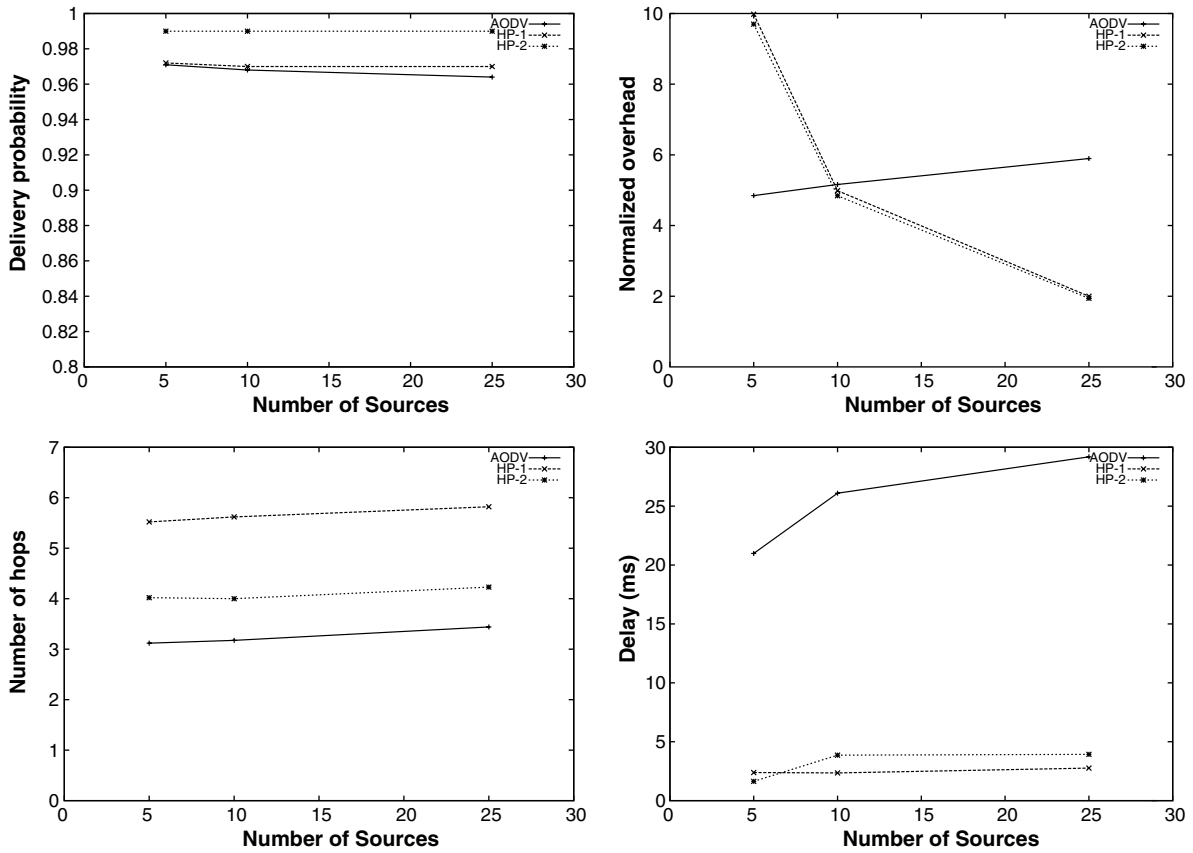 1
0.98
0.96
0.94
0.92
0.9
0.88
0.86
0.84
0.82
0.8
Delivery probability
AODV
HP-1
HP-2
0 5 10 15 20 25 30
Number of Sources
10
8
6
4
2
0
Normalized overhead
AODV
HP-1
HP-2
0 5 10 15 20 25 30
Number of Sources
7
6
5
4
3
2
1
0
Number of hops
AODV
HP-1
HP-2
0 5 10 15 20 25 30
Number of Sources
30
25
20
15
10
5
0
Delay (ms)
AODV
HP-1
HP-2
0 5 10 15 20 25 30
Number of Sources